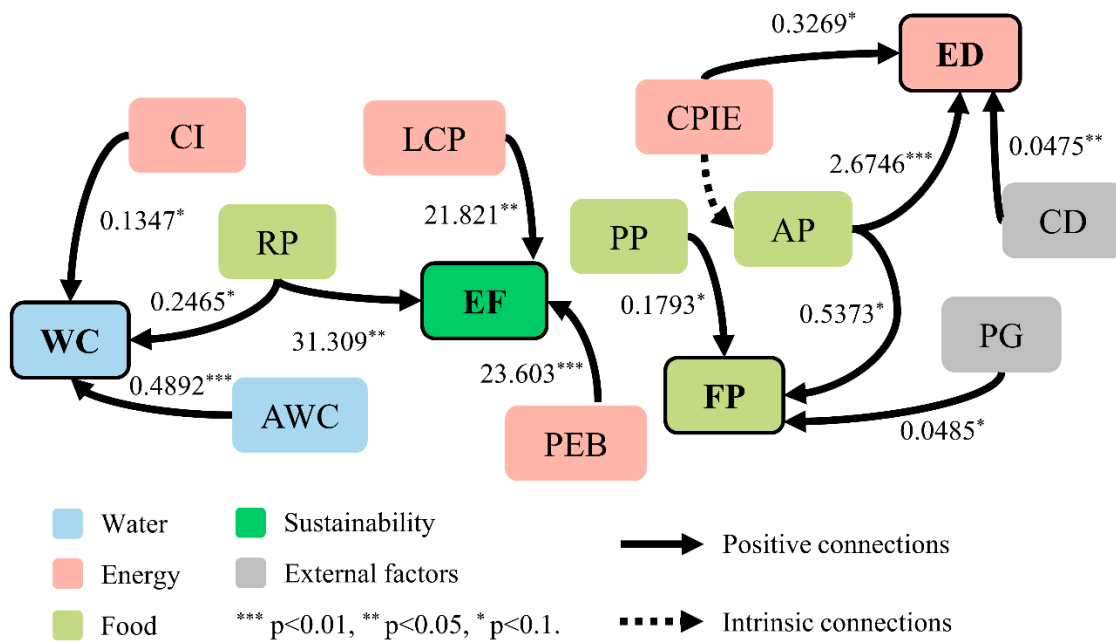 0.3269*
ED
CI
LCP
CPIE
2.6746***
0.0475**
0.1347*
RP
21.821**
PP
AP
CD
0.2465*
EF
0.1793*
0.5373*
WC
31.309**
PG
0.4892***
23.603***
FP
AWC
PEB
0.0485*
Water
Sustainability
Positive connections
Energy
External factors
Food
*** p<0.01, ** p<0.05, * p<0.1.
Intrinsic connections